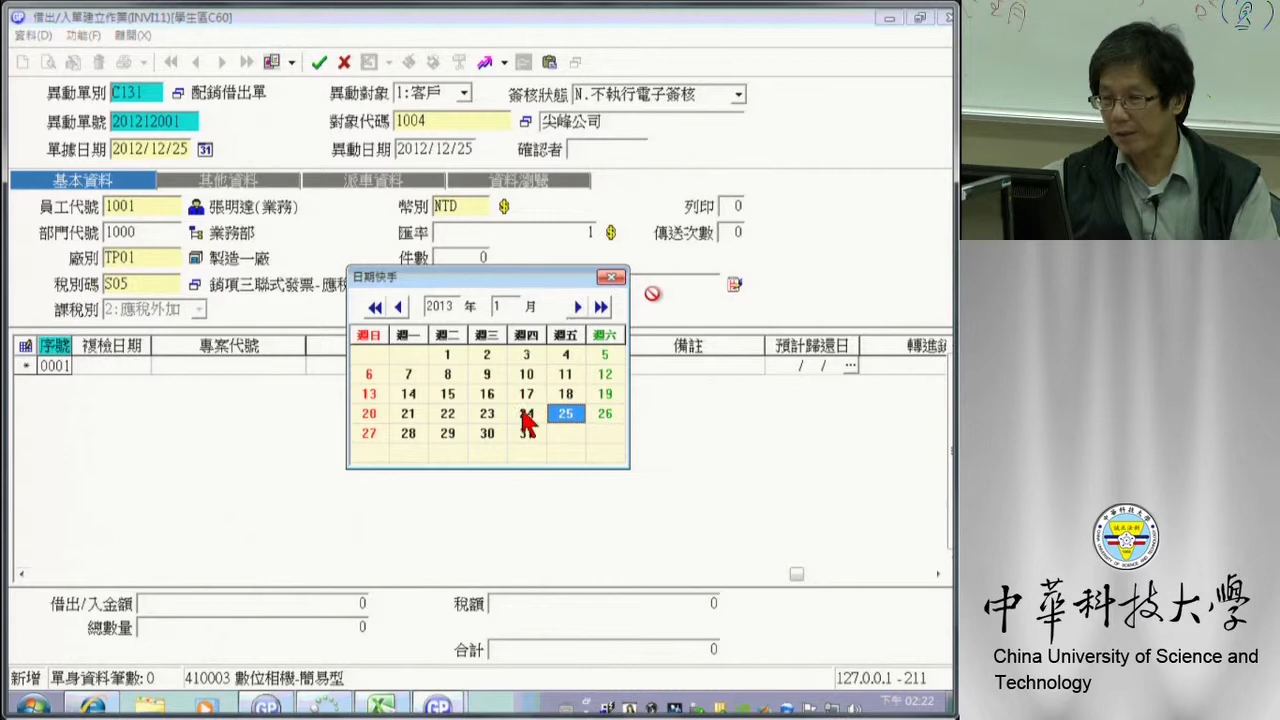 借出/入單建立作業(INVI11)[學生區C60]
資料(D) 功能(F) 離開(X)
異動單別 C131 配銷借出單 異動對象 1:客戶 簽核狀態 N.不執行電子簽核
異動單號 201212001 對象代碼 1004 尖峰公司
單據日期 2012/12/25 31 異動日期 2012/12/25 確認者
基本資料 其他資料 派車資料 資料瀏覽
員工代號 1001 張明達(業務) 幣別 NTD 列印 0
部門代號 1000 業務部 匯率 1 傳送次數 0
廠別 TP01 製造一廠 件數 0
稅別碼 S05 銷項三聯式發票-應稅
課稅別 2:應稅外加
日期快手
2013 年 1 月
週日 週一 週二 週三 週四 週五 週六
1 2 3 4 5
6 7 8 9 10 11 12
13 14 15 16 17 18 19
20 21 22 23 24 25 26
27 28 29 30 31
序號 複檢日期 專案代號 備註 預計歸還日 轉進銷
* 0001 / / ...
借出/入金額 0 稅額 0
總數量 0
合計 0
新增 單身資料筆數:0 410003 數位相機-簡易型 127.0.0.1 - 211
下午 02:22
中華科技大學
China University of Science and
Technology